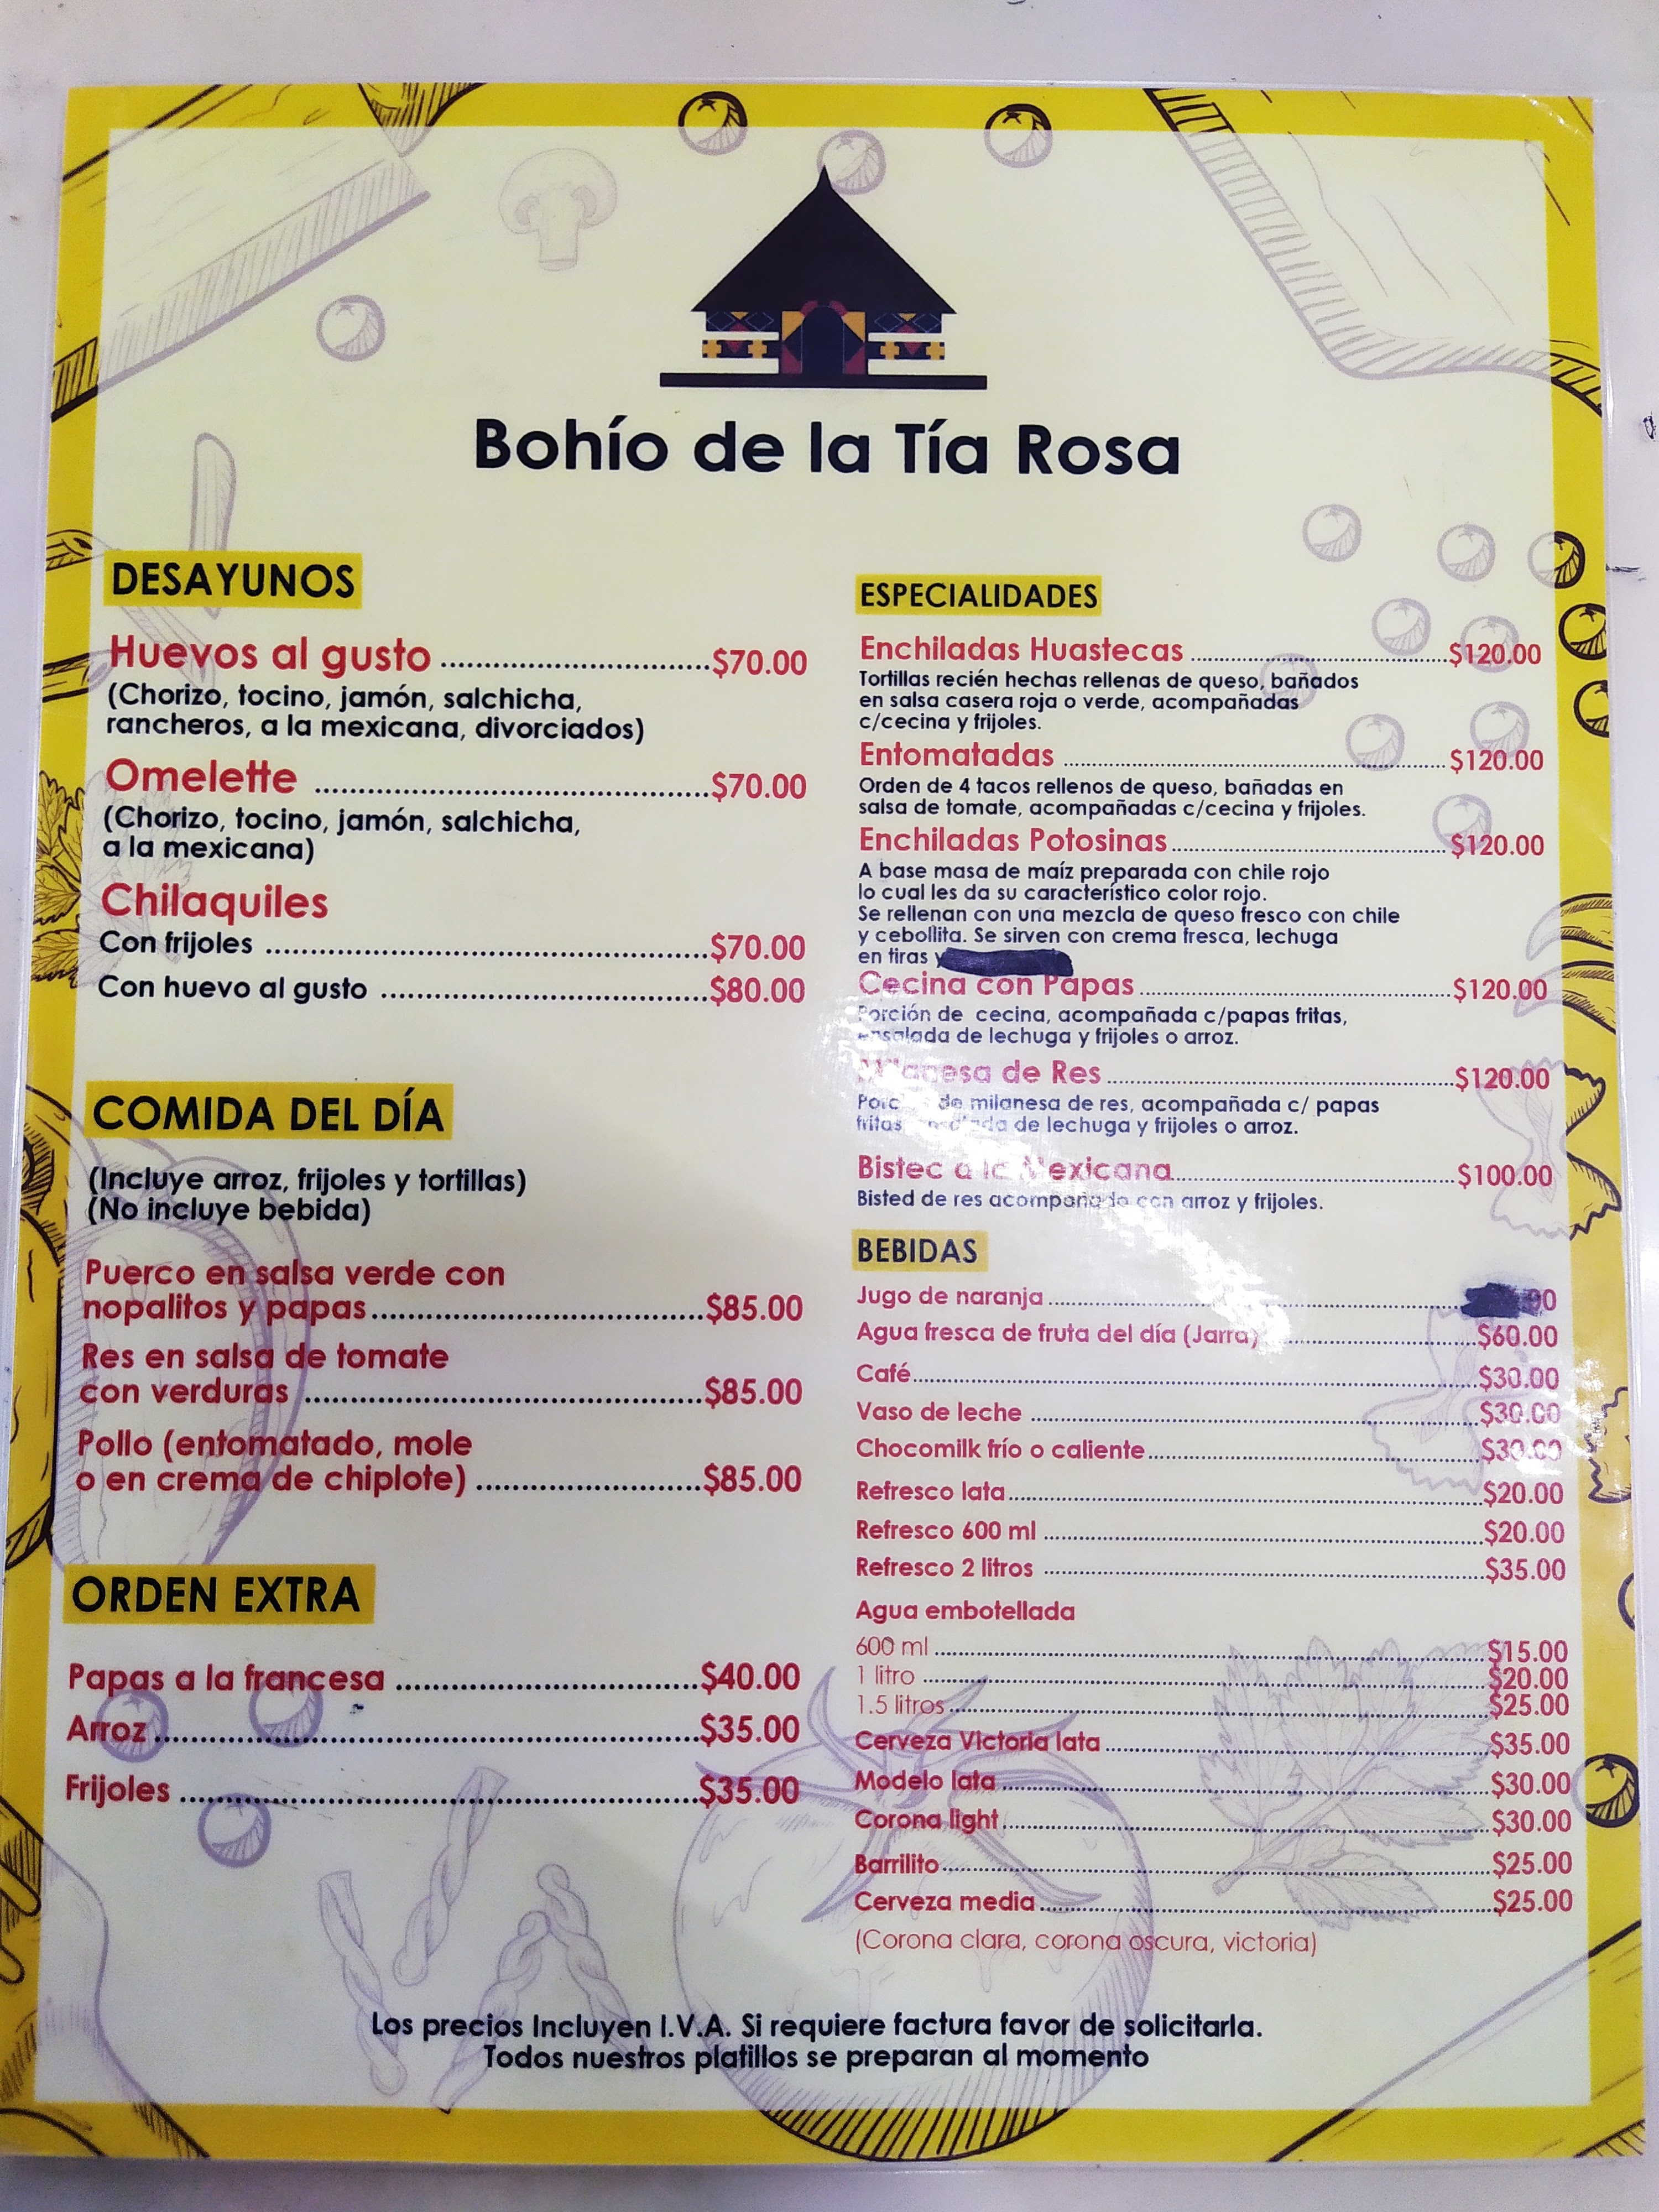 Bohío de la Tía Rosa
DESAYUNOS
Huevos al gusto ........ $70.00
(Chorizo, tocino, jamón, salchicha,
rancheros, a la mexicana, divorciados)
Omelette ........ $70.00
(Chorizo, tocino, jamón, salchicha,
a la mexicana)
Chilaquiles
Con frijoles ........ $70.00
Con huevo al gusto ........ $80.00
COMIDA DEL DÍA
(Incluye arroz, frijoles y tortillas)
(No incluye bebida)
Puerco en salsa verde con
nopalitos y papas ........ $85.00
Res en salsa de tomate
con verduras ........ $85.00
Pollo (entomatado, mole
o en crema de chiplote) ........ $85.00
ORDEN EXTRA
Papas a la francesa ........ $40.00
Arroz ........ $35.00
Frijoles ........ $35.00
ESPECIALIDADES
Enchiladas Huastecas ........ $120.00
Tortillas recién hechas rellenas de queso, bañados
en salsa casera roja o verde, acompañadas
c/cecina y frijoles.
Entomatadas ........ $120.00
Orden de 4 tacos rellenos de queso, bañadas en
salsa de tomate, acompañadas c/cecina y frijoles.
Enchiladas Potosinas ........ $120.00
A base masa de maíz preparada con chile rojo
lo cual les da su característico color rojo.
Se rellenan con una mezcla de queso fresco con chile
y cebollita. Se sirven con crema fresca, lechuga
en tiras y
Cecina con Papas ........ $120.00
Porción de cecina, acompañada c/papas fritas,
ensalada de lechuga y frijoles o arroz.
Milanesa de Res ........ $120.00
Porción de milanesa de res, acompañada c/ papas
fritas, ensalada de lechuga y frijoles o arroz.
Bistec a la Mexicana ........ $100.00
Bisted de res acompañado con arroz y frijoles.
BEBIDAS
Jugo de naranja ........
Agua fresca de fruta del día (Jarra) ........ $60.00
Café ........ $30.00
Vaso de leche ........ $30.00
Chocomilk frío o caliente ........ $30.00
Refresco lata ........ $20.00
Refresco 600 ml ........ $20.00
Refresco 2 litros ........ $35.00
Agua embotellada
600 ml ........ $15.00
1 litro ........ $20.00
1.5 litros ........ $25.00
Cerveza Victoria lata ........ $35.00
Modelo lata ........ $30.00
Corona light ........ $30.00
Barrilito ........ $25.00
Cerveza media ........ $25.00
(Corona clara, corona oscura, victoria)
Los precios Incluyen I.V.A. Si requiere factura favor de solicitarla.
Todos nuestros platillos se preparan al momento